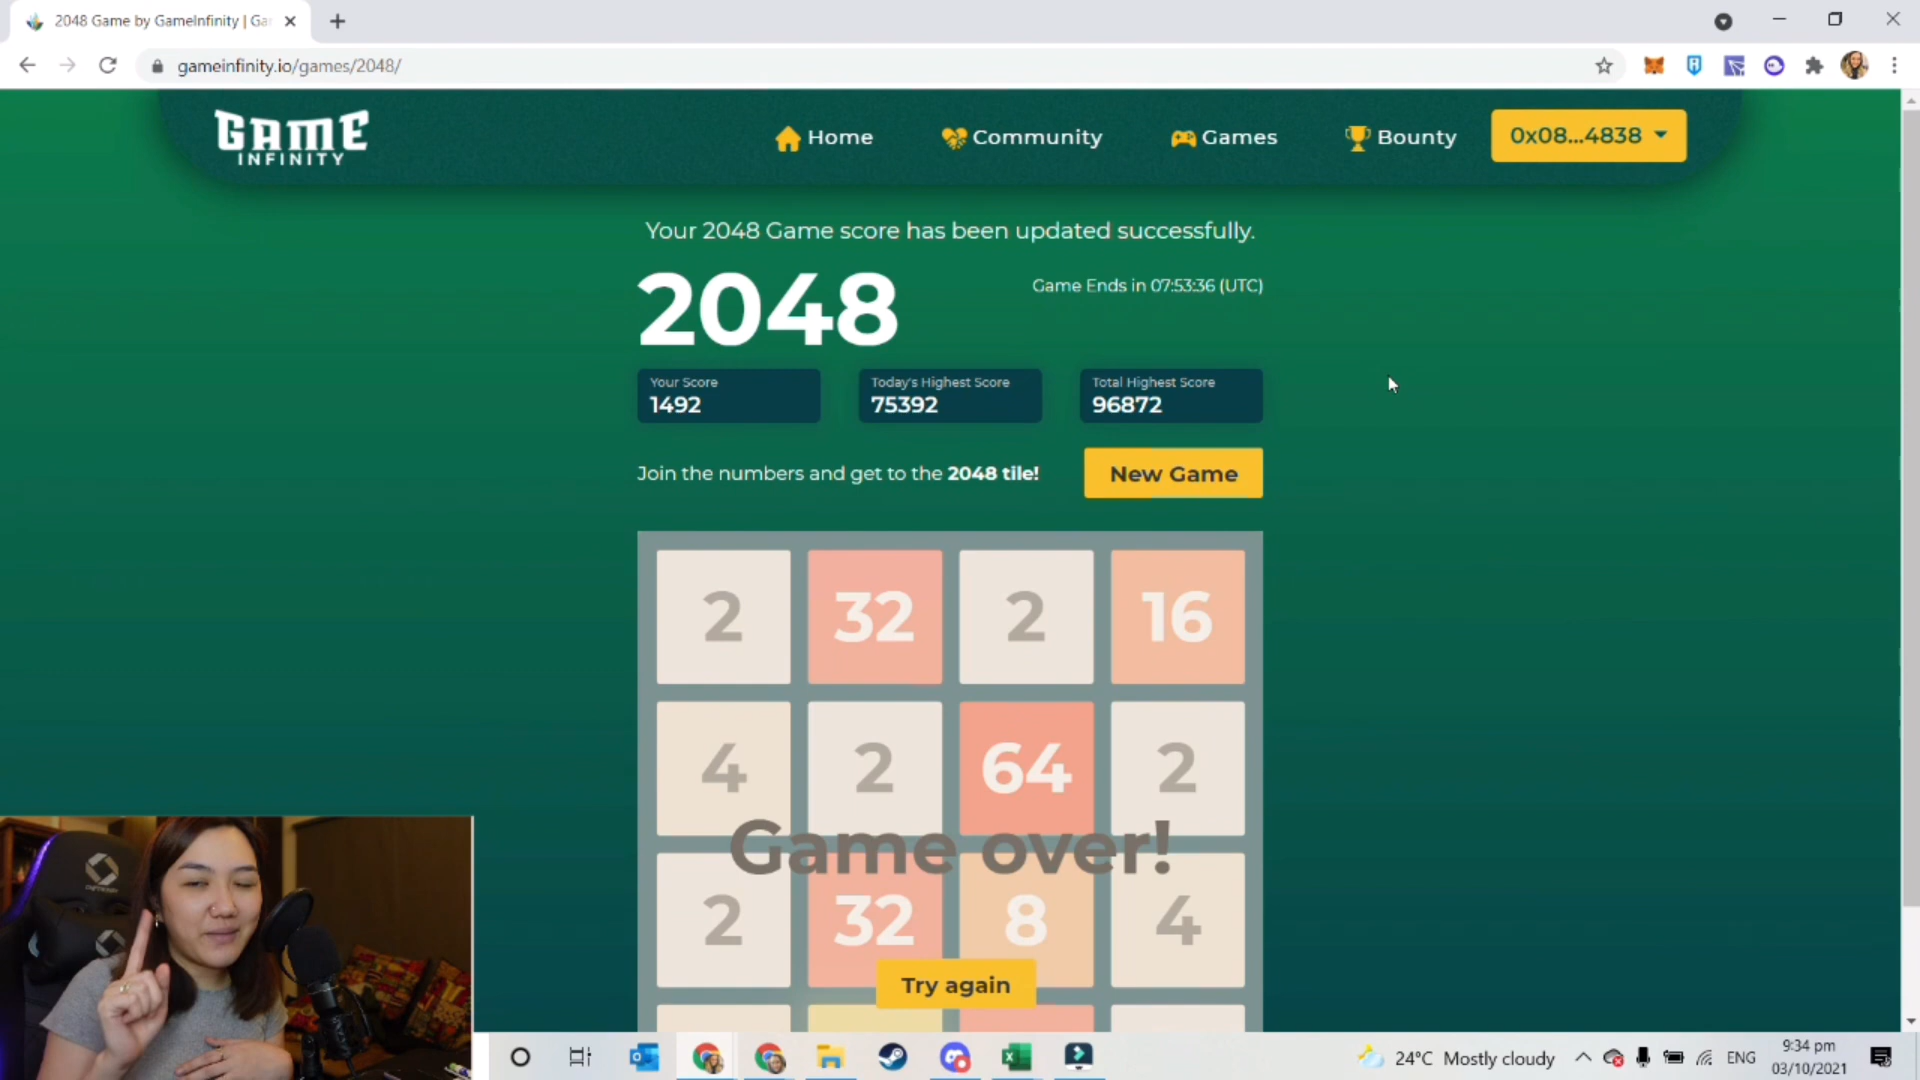 2048 Game by GameInfinity | Ga
gameinfinity.io/games/2048/
GAME
INFINITY
Home
Community
Games
Bounty
0x08...4838
Your 2048 Game score has been updated successfully.
2048
Game Ends in 07:53:36 (UTC)
Your Score
1492
Today's Highest Score
75392
Total Highest Score
96872
Join the numbers and get to the 2048 tile!
New Game
2 32 2 16
4 2 64 2
Game over!
2 32 8 4
Try again
24°C Mostly cloudy
ENG
9:34 pm
03/10/2021